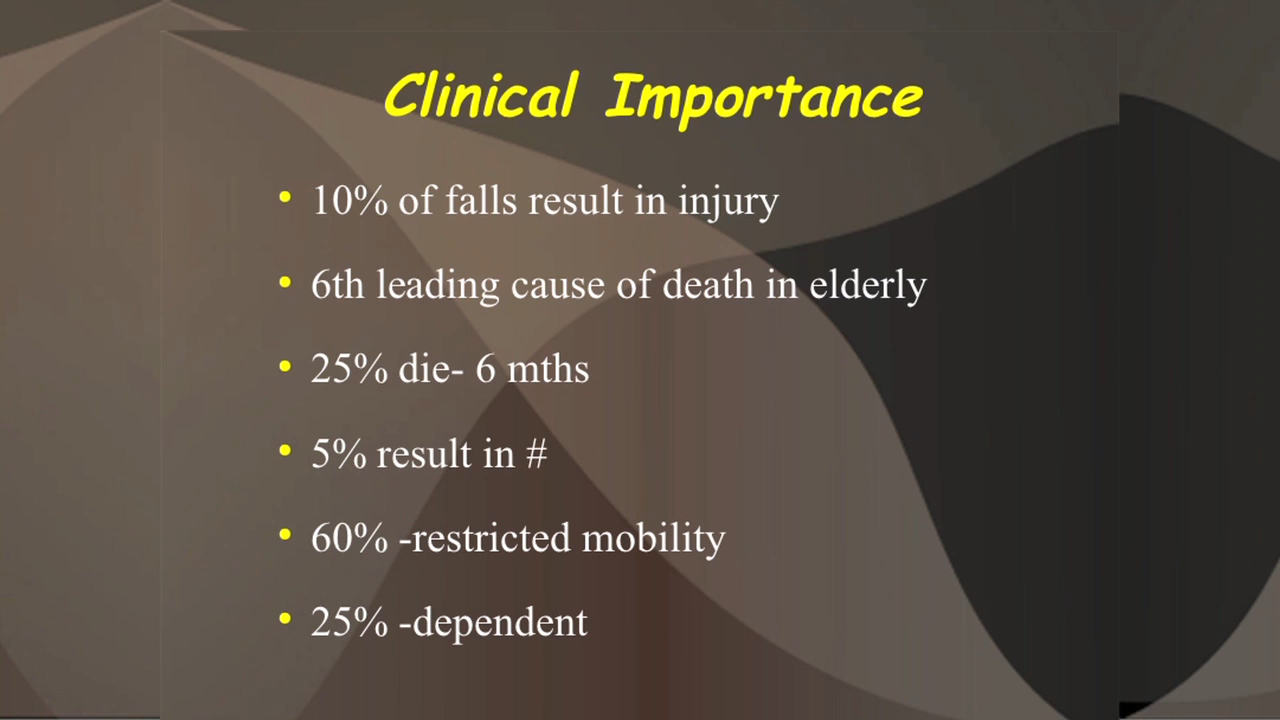 Clinical Importance
• 10% of falls result in injury
• 6th leading cause of death in elderly
• 25% die- 6 mths
• 5% result in #
• 60% -restricted mobility
• 25% -dependent